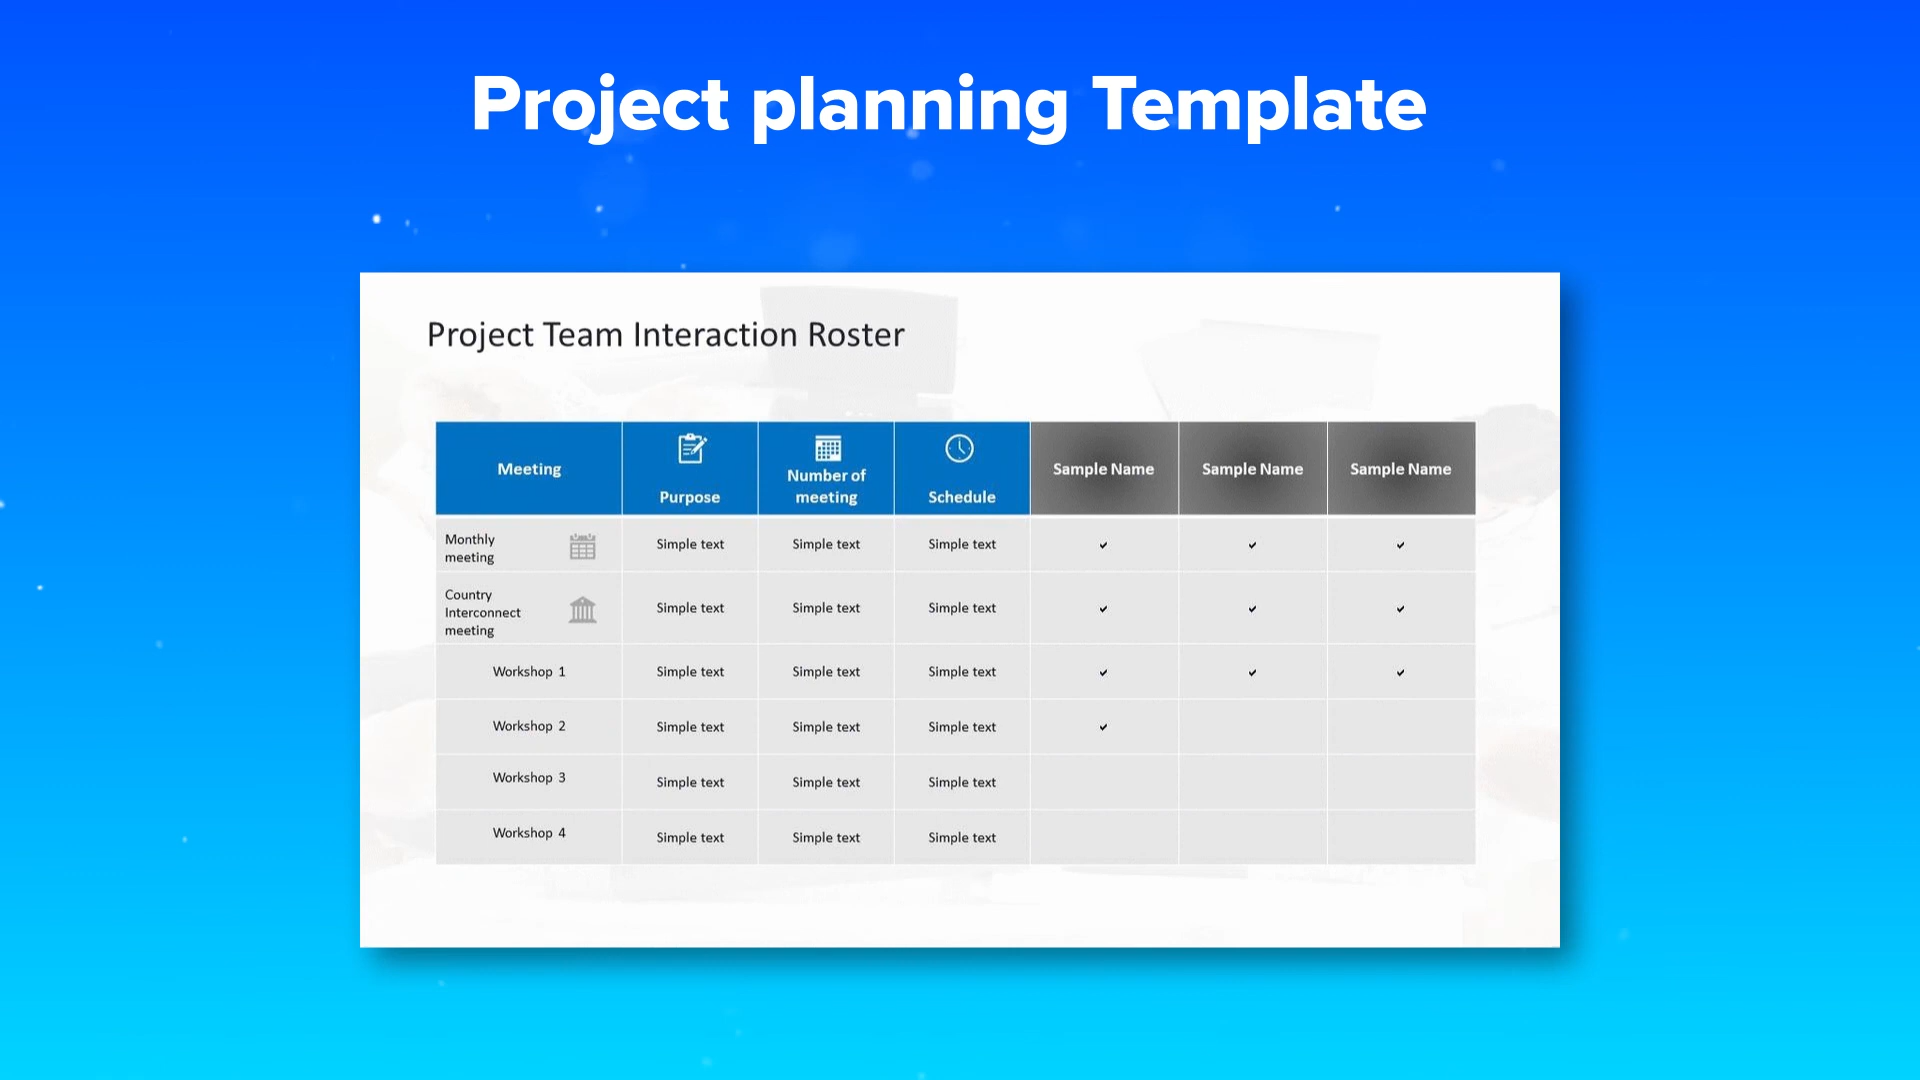 Project planning Template
Project Team Interaction Roster
Meeting
Purpose
Number of
meeting
Schedule
Sample Name
Sample Name
Sample Name
Monthly
meeting
Simple text
Simple text
Simple text
✓
✓
✓
Country
Interconnect
meeting
Simple text
Simple text
Simple text
✓
✓
✓
Workshop 1
Simple text
Simple text
Simple text
✓
✓
✓
Workshop 2
Simple text
Simple text
Simple text
✓
Workshop 3
Simple text
Simple text
Simple text
Workshop 4
Simple text
Simple text
Simple text